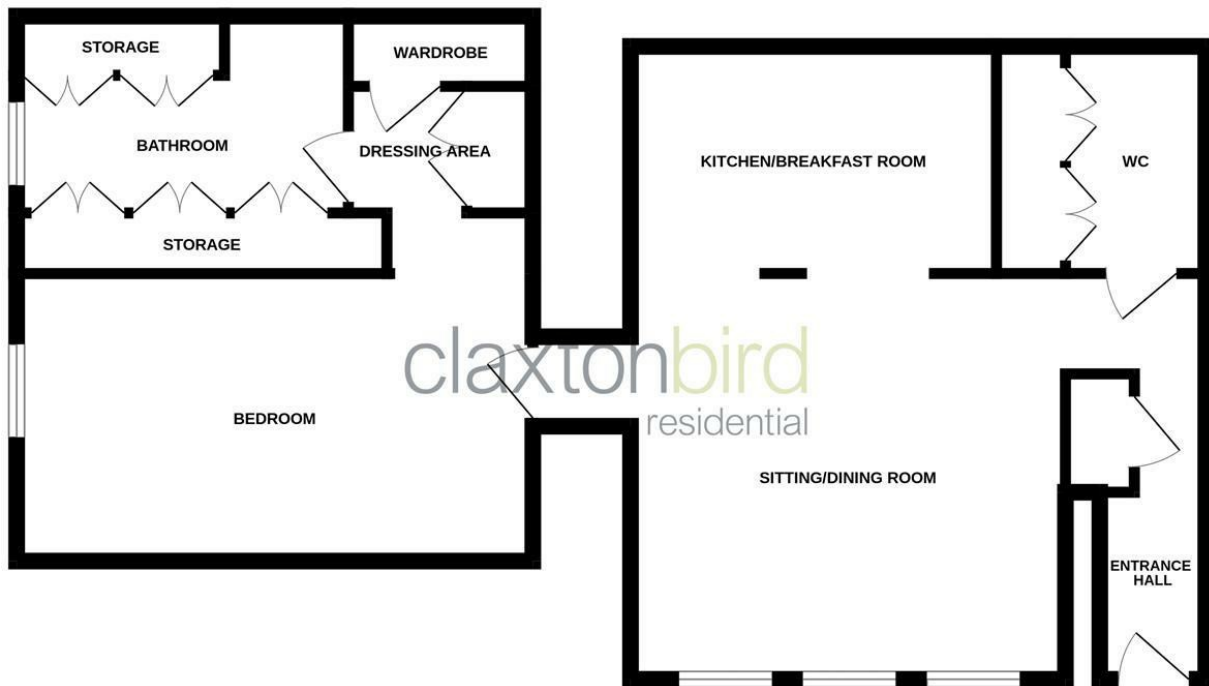 STORAGE
WARDROBE
BATHROOM
DRESSING AREA
KITCHEN/BREAKFAST ROOM
WC
STORAGE
claxtonbird
residential
BEDROOM
SITTING/DINING ROOM
ENTRANCE
HALL